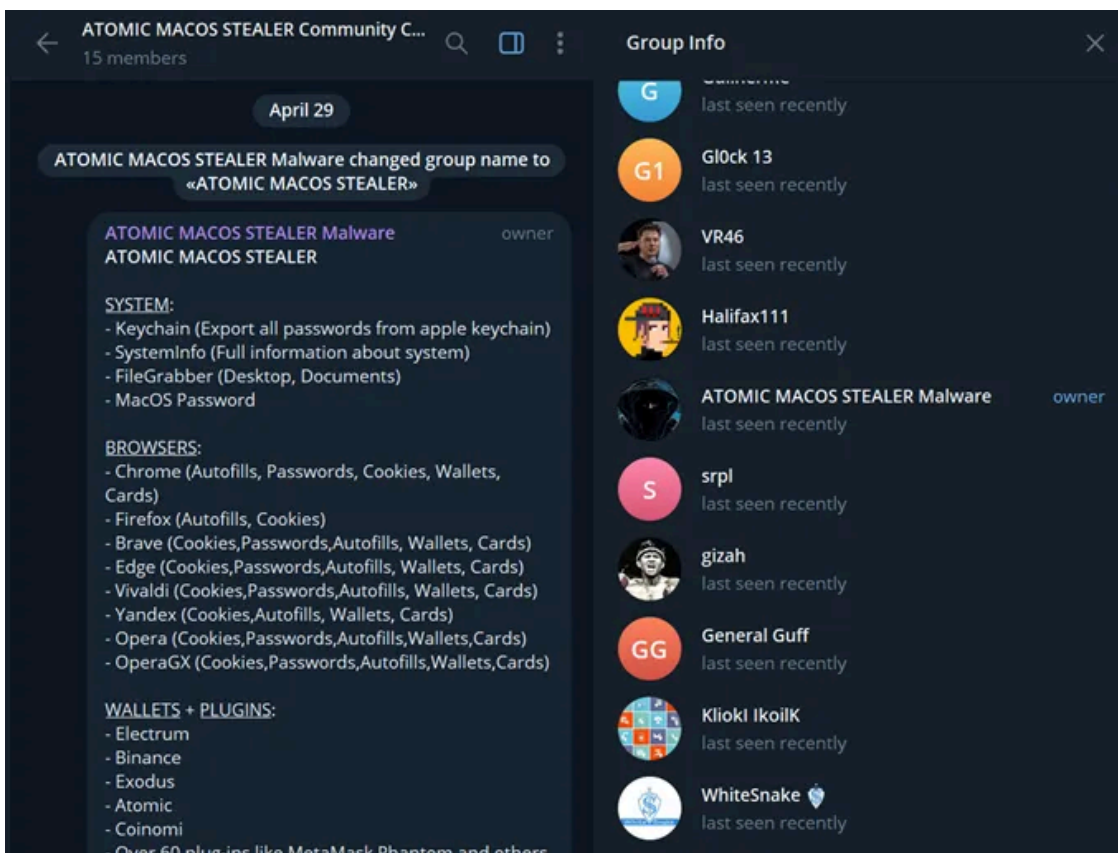 ATOMIC MACOS STEALER Community C...
15 members
April 29
ATOMIC MACOS STEALER Malware changed group name to
«ATOMIC MACOS STEALER»
ATOMIC MACOS STEALER Malware owner
ATOMIC MACOS STEALER
SYSTEM:
- Keychain (Export all passwords from apple keychain)
- SystemInfo (Full information about system)
- FileGrabber (Desktop, Documents)
- MacOS Password
BROWSERS:
- Chrome (Autofills, Passwords, Cookies, Wallets,
Cards)
- Firefox (Autofills, Cookies)
- Brave (Cookies,Passwords,Autofills, Wallets, Cards)
- Edge (Cookies,Passwords,Autofills, Wallets, Cards)
- Vivaldi (Cookies,Passwords,Autofills, Wallets, Cards)
- Yandex (Cookies,Autofills, Wallets, Cards)
- Opera (Cookies,Passwords,Autofills,Wallets,Cards)
- OperaGX (Cookies,Passwords,Autofills,Wallets,Cards)
WALLETS + PLUGINS:
- Electrum
- Binance
- Exodus
- Atomic
- Coinomi
- Over 60 plug-ins like MetaMask Phantom and others
Group Info
G
last seen recently
G1
Gl0ck 13
last seen recently
VR46
last seen recently
Halifax111
last seen recently
ATOMIC MACOS STEALER Malware owner
last seen recently
S
srpl
last seen recently
gizah
last seen recently
GG
General Guff
last seen recently
KliokI IkoilK
last seen recently
WhiteSnake
last seen recently